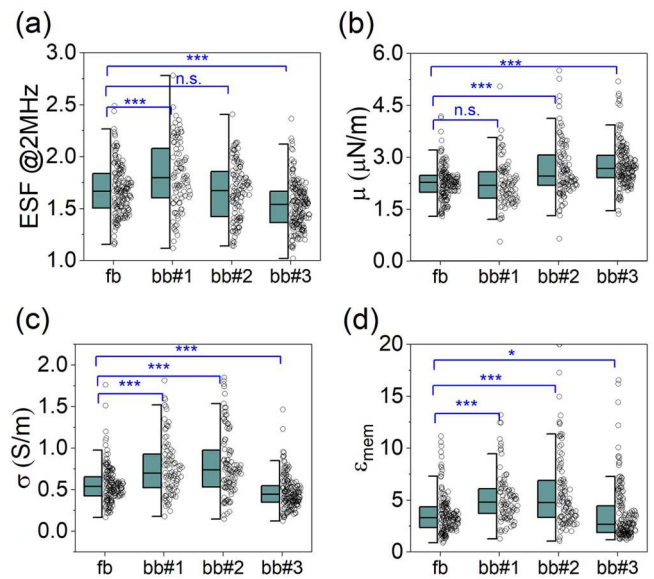 (a)
3.0
2.5
2.0
1.5
1.0
ESF @2MHz
***
n.s.
***
fb bb#1 bb#2 bb#3
(b)
6.0
4.5
3.0
1.5
0.0
μ (μN/m)
***
***
n.s.
fb bb#1 bb#2 bb#3
(c)
2.0
1.5
1.0
0.5
0.0
σ (S/m)
***
***
***
fb bb#1 bb#2 bb#3
(d)
20
15
10
5
0
εmem
*
***
***
fb bb#1 bb#2 bb#3